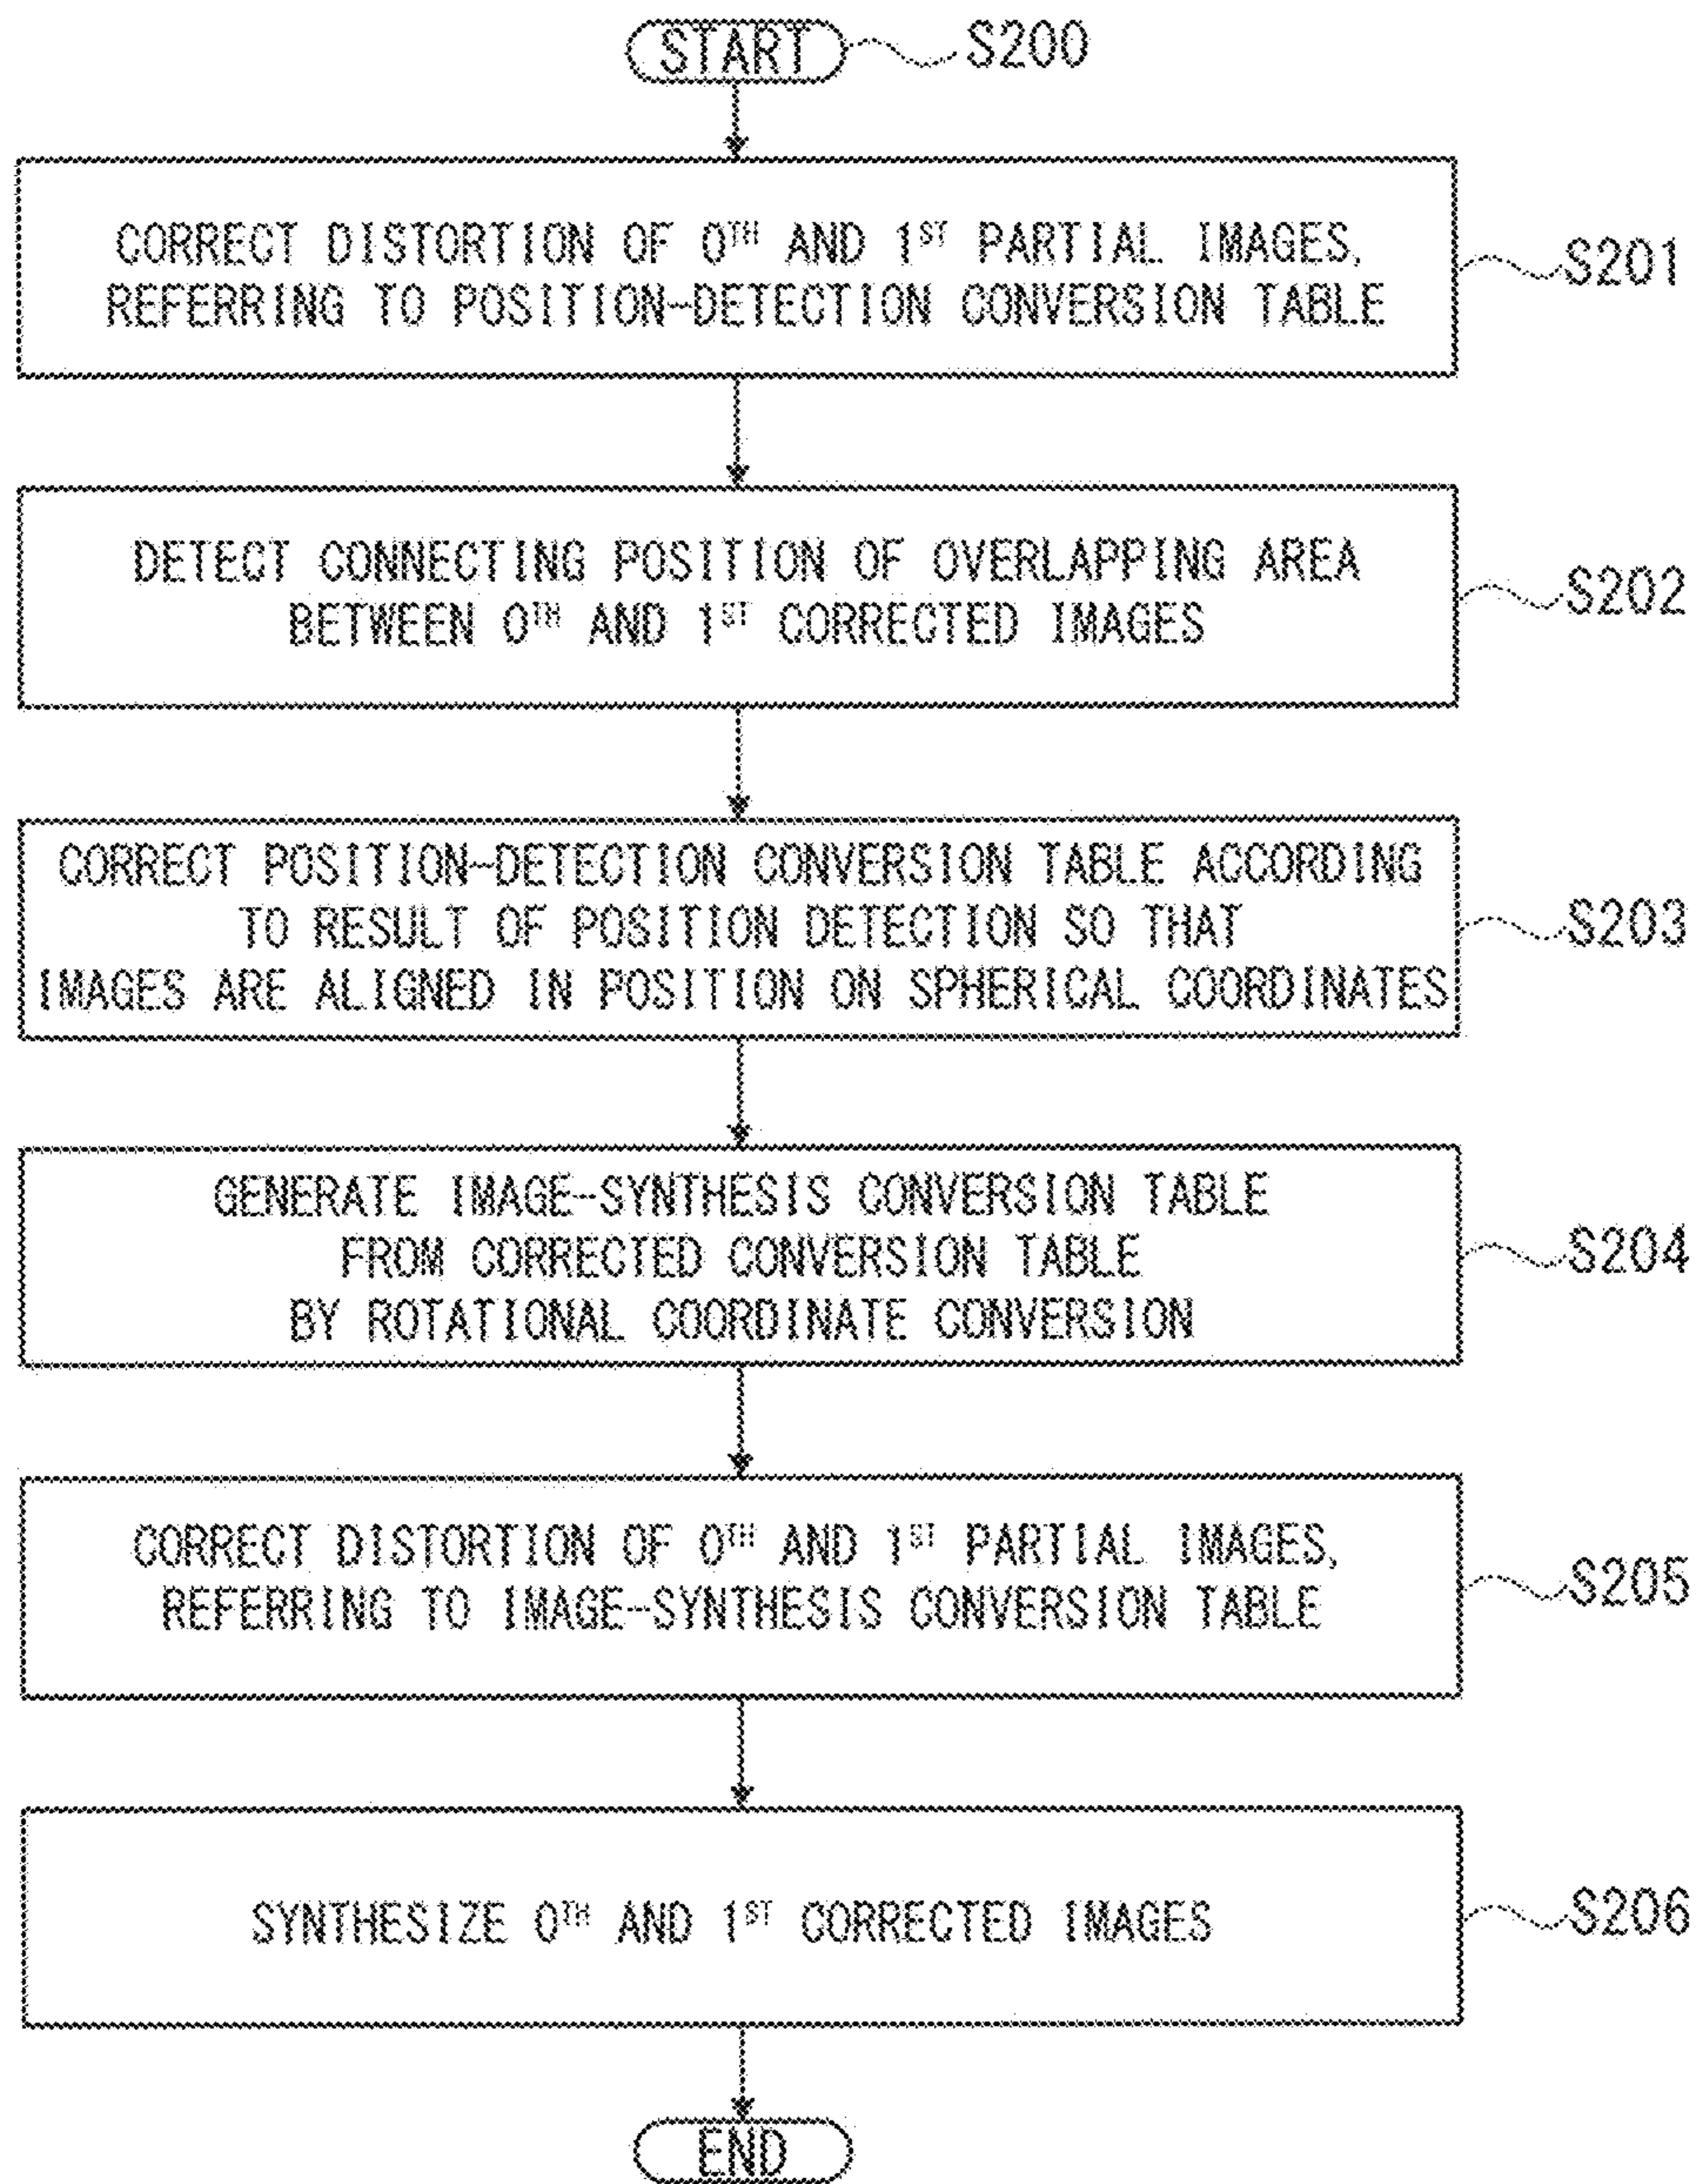 START S200
CORRECT DISTORTION OF 0TH AND 1ST PARTIAL IMAGES,
REFERRING TO POSITION-DETECTION CONVERSION TABLE
S201
DETECT CONNECTING POSITION OF OVERLAPPING AREA
BETWEEN 0TH AND 1ST CORRECTED IMAGES
S202
CORRECT POSITION-DETECTION CONVERSION TABLE ACCORDING
TO RESULT OF POSITION DETECTION SO THAT
IMAGES ARE ALIGNED IN POSITION ON SPHERICAL COORDINATES
S203
GENERATE IMAGE-SYNTHESIS CONVERSION TABLE
FROM CORRECTED CONVERSION TABLE
BY ROTATIONAL COORDINATE CONVERSION
S204
CORRECT DISTORTION OF 0TH AND 1ST PARTIAL IMAGES,
REFERRING TO IMAGE-SYNTHESIS CONVERSION TABLE
S205
SYNTHESIZE 0TH AND 1ST CORRECTED IMAGES
S206
END